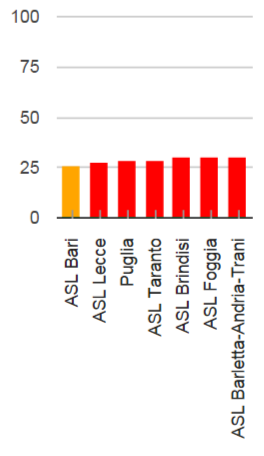 100
75
50
25
0
ASL Bari
ASL Lecce
Puglia
ASL Taranto
ASL Brindisi
ASL Foggia
ASL Barletta-Andria-Trani